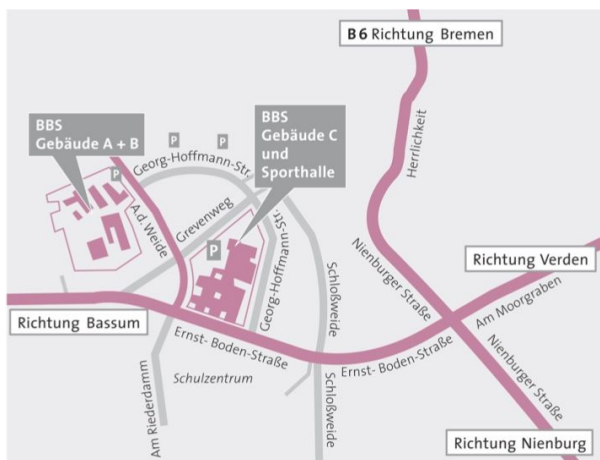 B 6 Richtung Bremen
BBS
Gebäude A + B
BBS
Gebäude C
und
Sporthalle
P
P
P
P
Georg-Hoffmann-Str.
Herrlichkeit
A.d. Weide
Grevenweg
Georg-Hoffmann-Str.
Schloßweide
Nienburger Straße
Richtung Verden
Am Moorgraben
Richtung Bassum
Ernst- Boden-Straße
Ernst- Boden-Straße
Nienburger Straße
Schulzentrum
Am Riederdamm
Schloßweide
Richtung Nienburg